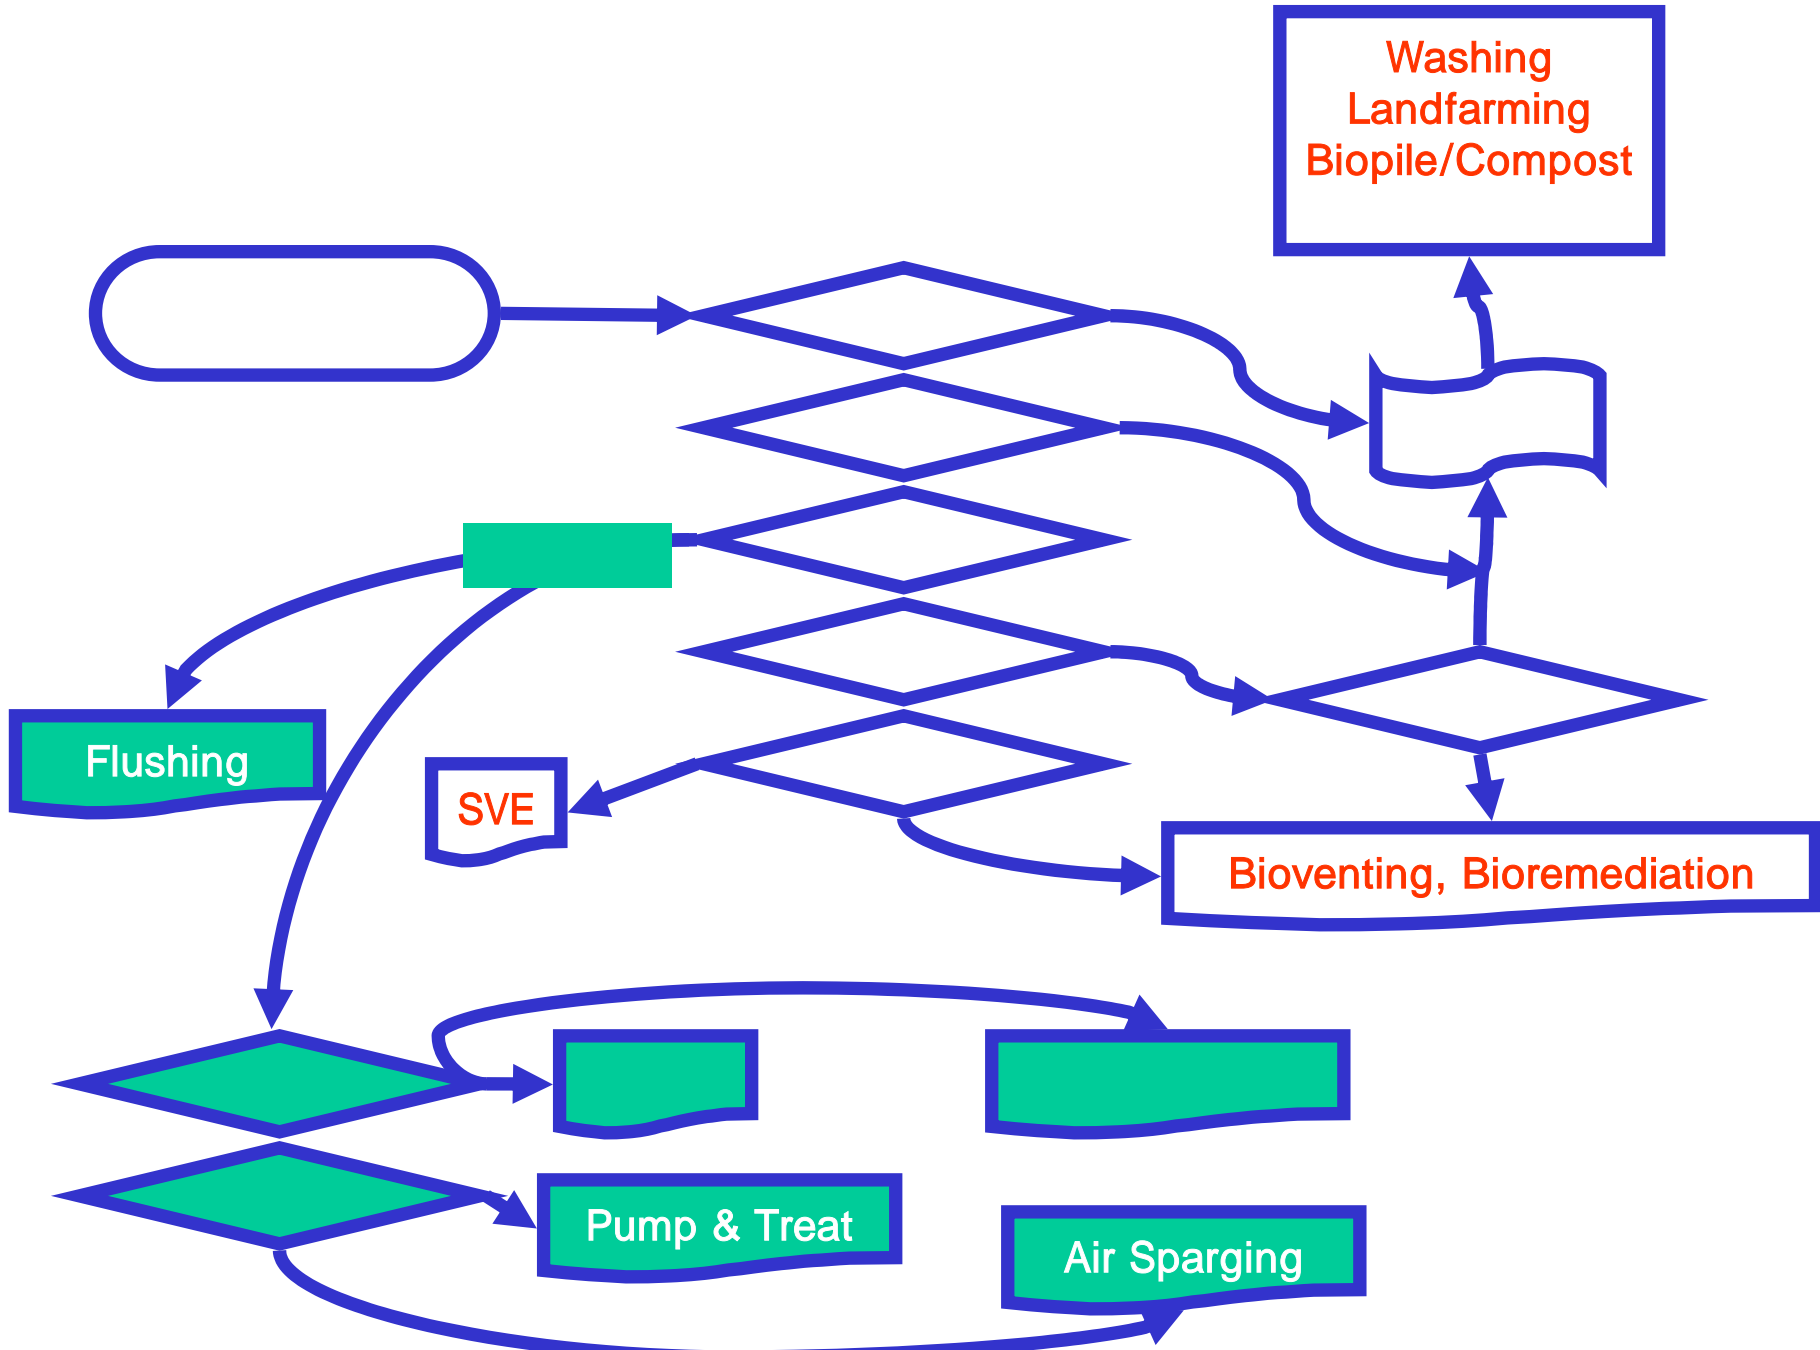 Washing
Landfarming
Biopile/Compost
Flushing
SVE
Bioventing, Bioremediation
Pump & Treat
Air Sparging